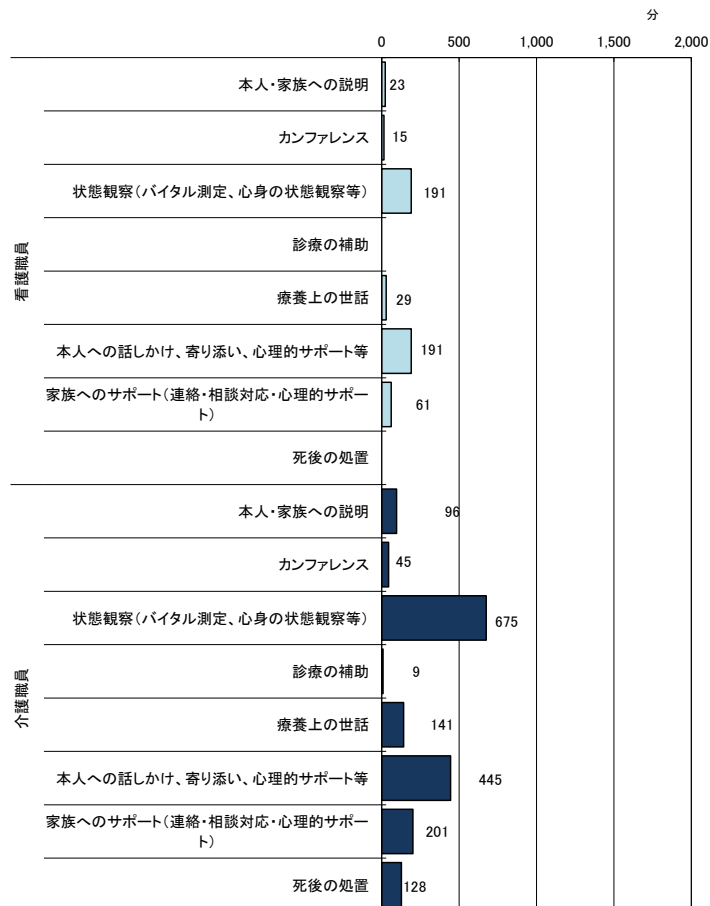 分
0 500 1,000 1,500 2,000
看護職員
本人・家族への説明 23
カンファレンス 15
状態観察(バイタル測定、心身の状態観察等) 191
診療の補助
療養上の世話 29
本人への話しかけ、寄り添い、心理的サポート等 191
家族へのサポート(連絡・相談対応・心理的サポー
ト) 61
死後の処置
介護職員
本人・家族への説明 96
カンファレンス 45
状態観察(バイタル測定、心身の状態観察等) 675
診療の補助 9
療養上の世話 141
本人への話しかけ、寄り添い、心理的サポート等 445
家族へのサポート(連絡・相談対応・心理的サポー
ト) 201
死後の処置 128